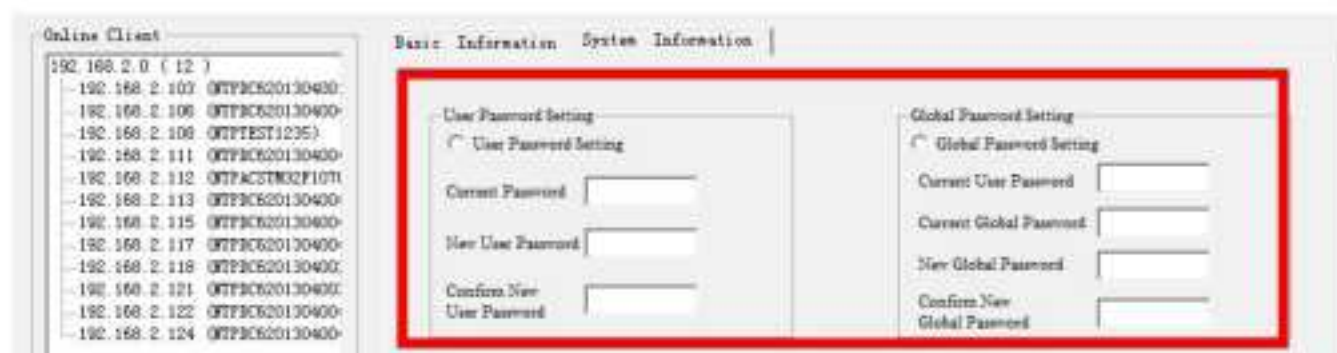 Online Client
192.168.2.0 ( 12 )
192.168.2.103
192.168.2.106
192.168.2.108
192.168.2.111
192.168.2.112
192.168.2.113
192.168.2.115
192.168.2.117
192.168.2.118
192.168.2.121
192.168.2.122
192.168.2.124
Basic Information System Information
User Password Setting
User Password Setting
Current Password
New User Password
Confirm New
User Password
Global Password Setting
Global Password Setting
Current User Password
Current Global Password
New Global Password
Confirm New
Global Password